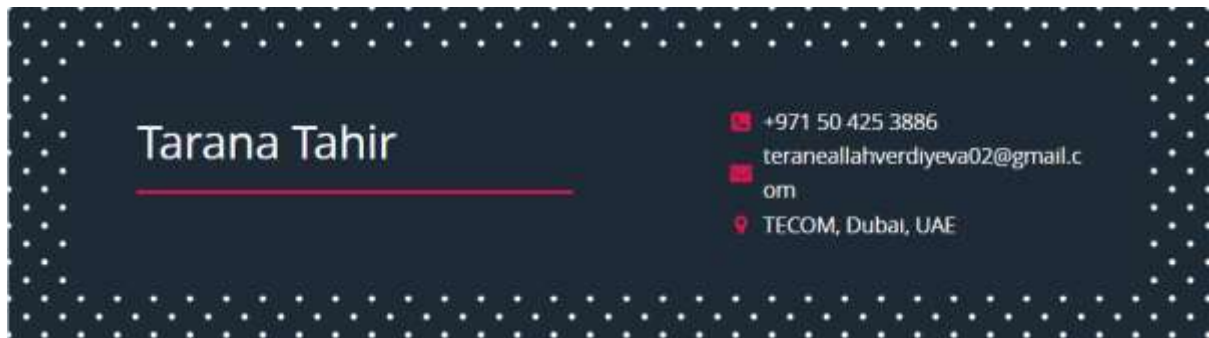 Tarana Tahir
+971 50 425 3886
teraneallahverdiyeva02@gmail.c
om
TECOM, Dubai, UAE